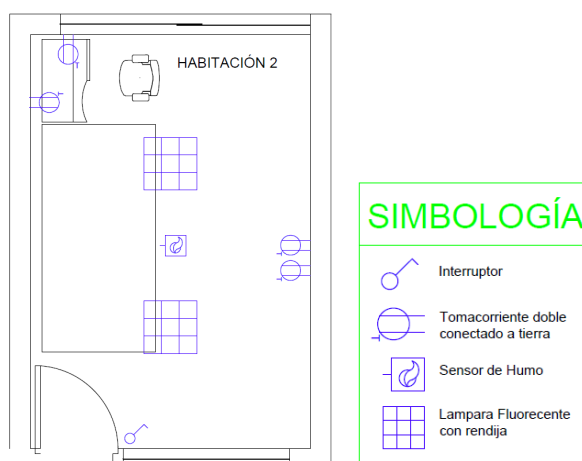 HABITACIÓN 2
SIMBOLOGÍA
Interruptor
Tomacorriente doble
conectado a tierra
Sensor de Humo
Lampara Fluorecente
con rendija